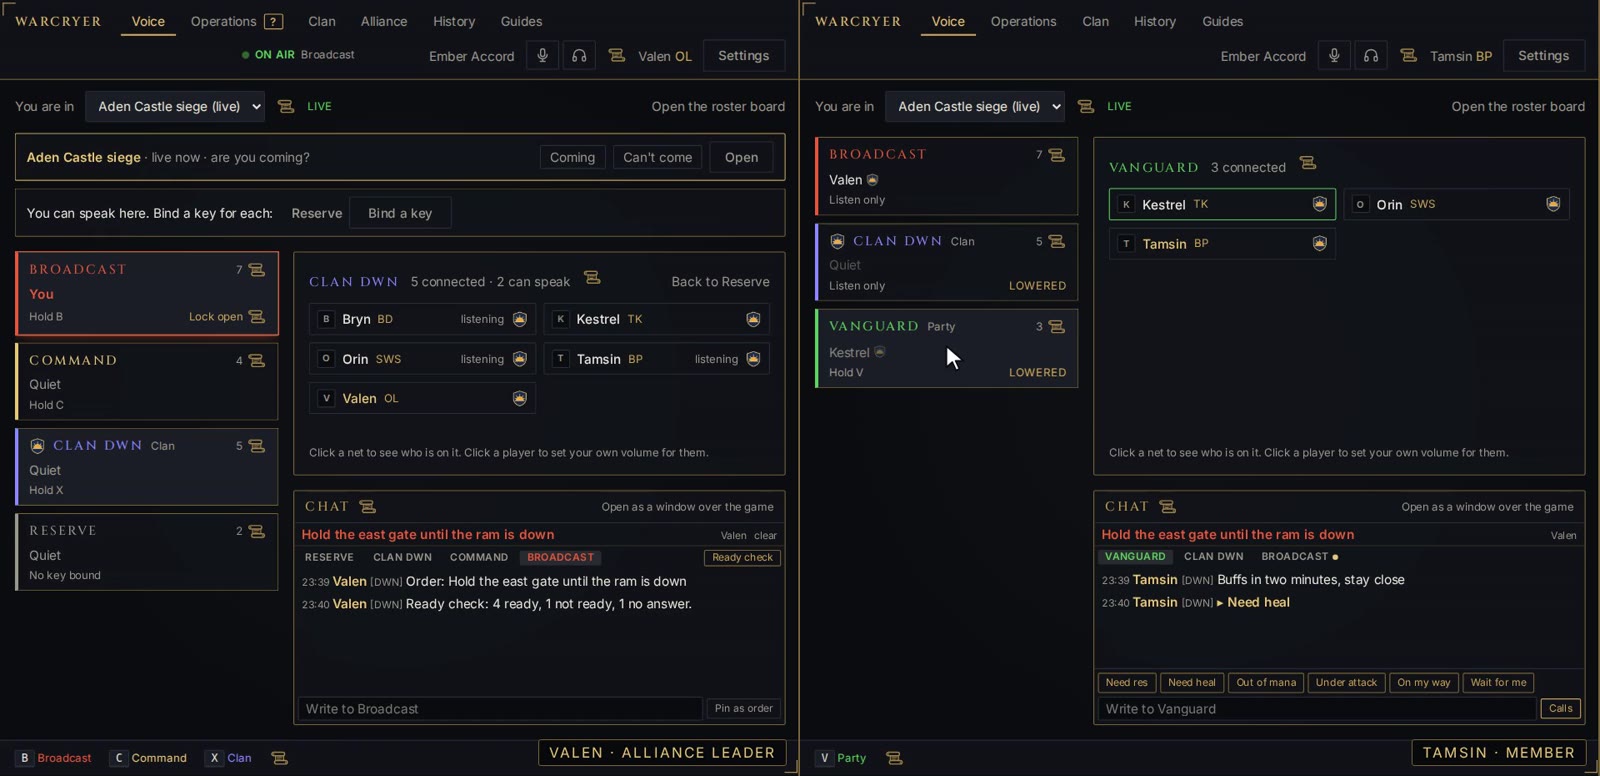 WARCRYER Voice Operations ? Clan Alliance History Guides
ON AIR Broadcast Ember Accord Valen OL Settings
You are in Aden Castle siege (live) LIVE Open the roster board
Aden Castle siege · live now · are you coming? Coming Can't come Open
You can speak here. Bind a key for each: Reserve Bind a key
BROADCAST 7
You
Hold B Lock open
COMMAND 4
Quiet
Hold C
CLAN DWN Clan 5
Quiet
Hold X
RESERVE 2
Quiet
No key bound
CLAN DWN 5 connected · 2 can speak Back to Reserve
B Bryn BD listening K Kestrel TK
O Orin SWS listening T Tamsin BP listening
V Valen OL
Click a net to see who is on it. Click a player to set your own volume for them.
CHAT Open as a window over the game
Hold the east gate until the ram is down Valen clear
RESERVE CLAN DWN COMMAND BROADCAST Ready check
23:39 Valen [DWN] Order: Hold the east gate until the ram is down
23:40 Valen [DWN] Ready check: 4 ready, 1 not ready, 1 no answer.
Write to Broadcast Pin as order
B Broadcast C Command X Clan VALEN · ALLIANCE LEADER
WARCRYER Voice Operations Clan History Guides
Ember Accord Tamsin BP Settings
You are in Aden Castle siege (live) LIVE Open the roster board
BROADCAST 7
Valen
Listen only
CLAN DWN Clan 5
Quiet
Listen only LOWERED
VANGUARD Party 3
Kestrel
Hold V LOWERED
VANGUARD 3 connected
K Kestrel TK O Orin SWS
T Tamsin BP
Click a net to see who is on it. Click a player to set your own volume for them.
CHAT Open as a window over the game
Hold the east gate until the ram is down Valen
VANGUARD CLAN DWN BROADCAST
23:39 Tamsin [DWN] Buffs in two minutes, stay close
23:40 Tamsin [DWN] ▸ Need heal
Need res Need heal Out of mana Under attack On my way Wait for me
Write to Vanguard Calls
V Party TAMSIN · MEMBER